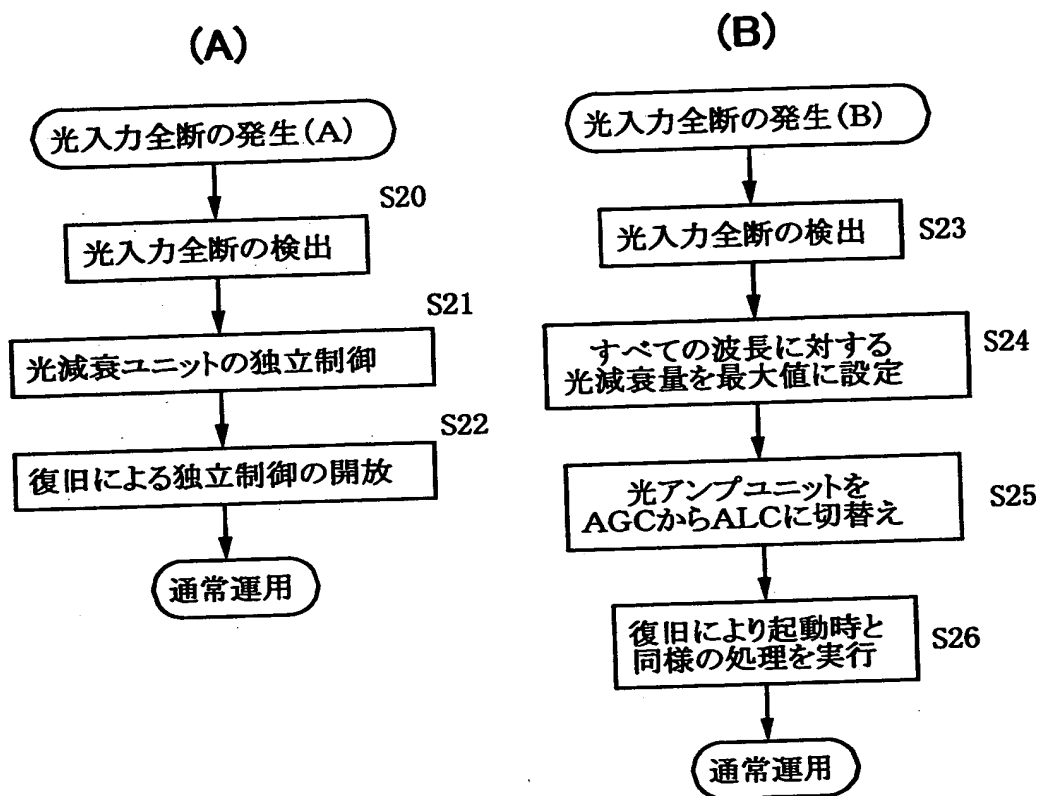 (A)
光入力全断の発生(A)
S20
光入力全断の検出
S21
光減衰ユニットの独立制御
S22
復旧による独立制御の開放
通常運用
(B)
光入力全断の発生(B)
光入力全断の検出
S23
すべての波長に対する
光減衰量を最大値に設定
S24
光アンプユニットを
AGCからALCに切替え
S25
復旧により起動時と
同様の処理を実行
S26
通常運用